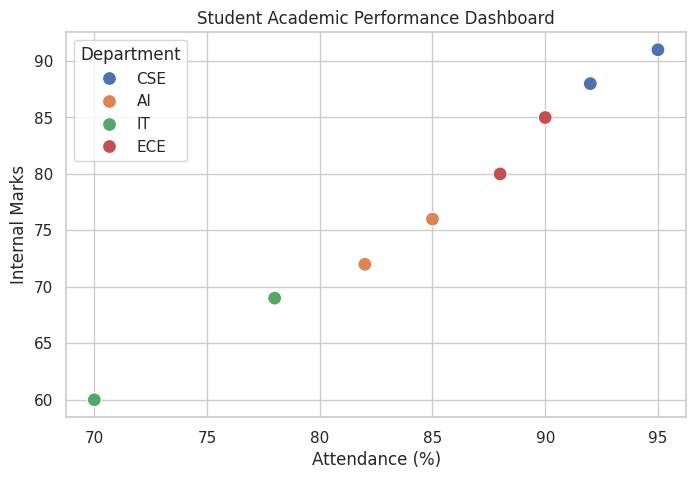 Student Academic Performance Dashboard
Department
CSE
AI
IT
ECE
Internal Marks
90
85
80
75
70
65
60
70 75 80 85 90 95
Attendance (%)